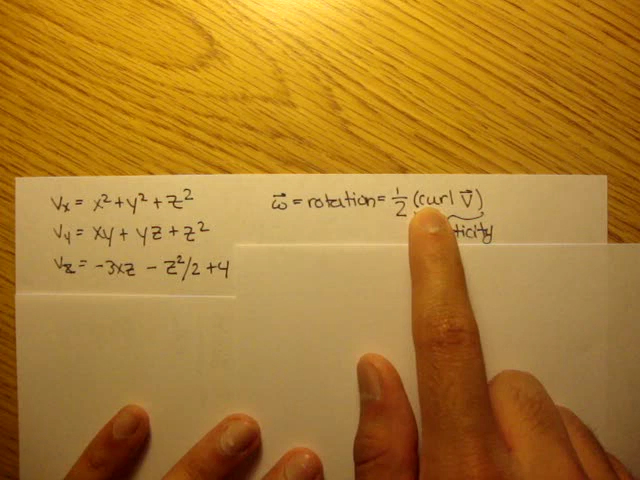 Vx = x² + y² + z²
Vy = xy + yz + z²
Vz = -3xz - z²/2 + 4
ω⃗ = rotation = ½ (curl V⃗)